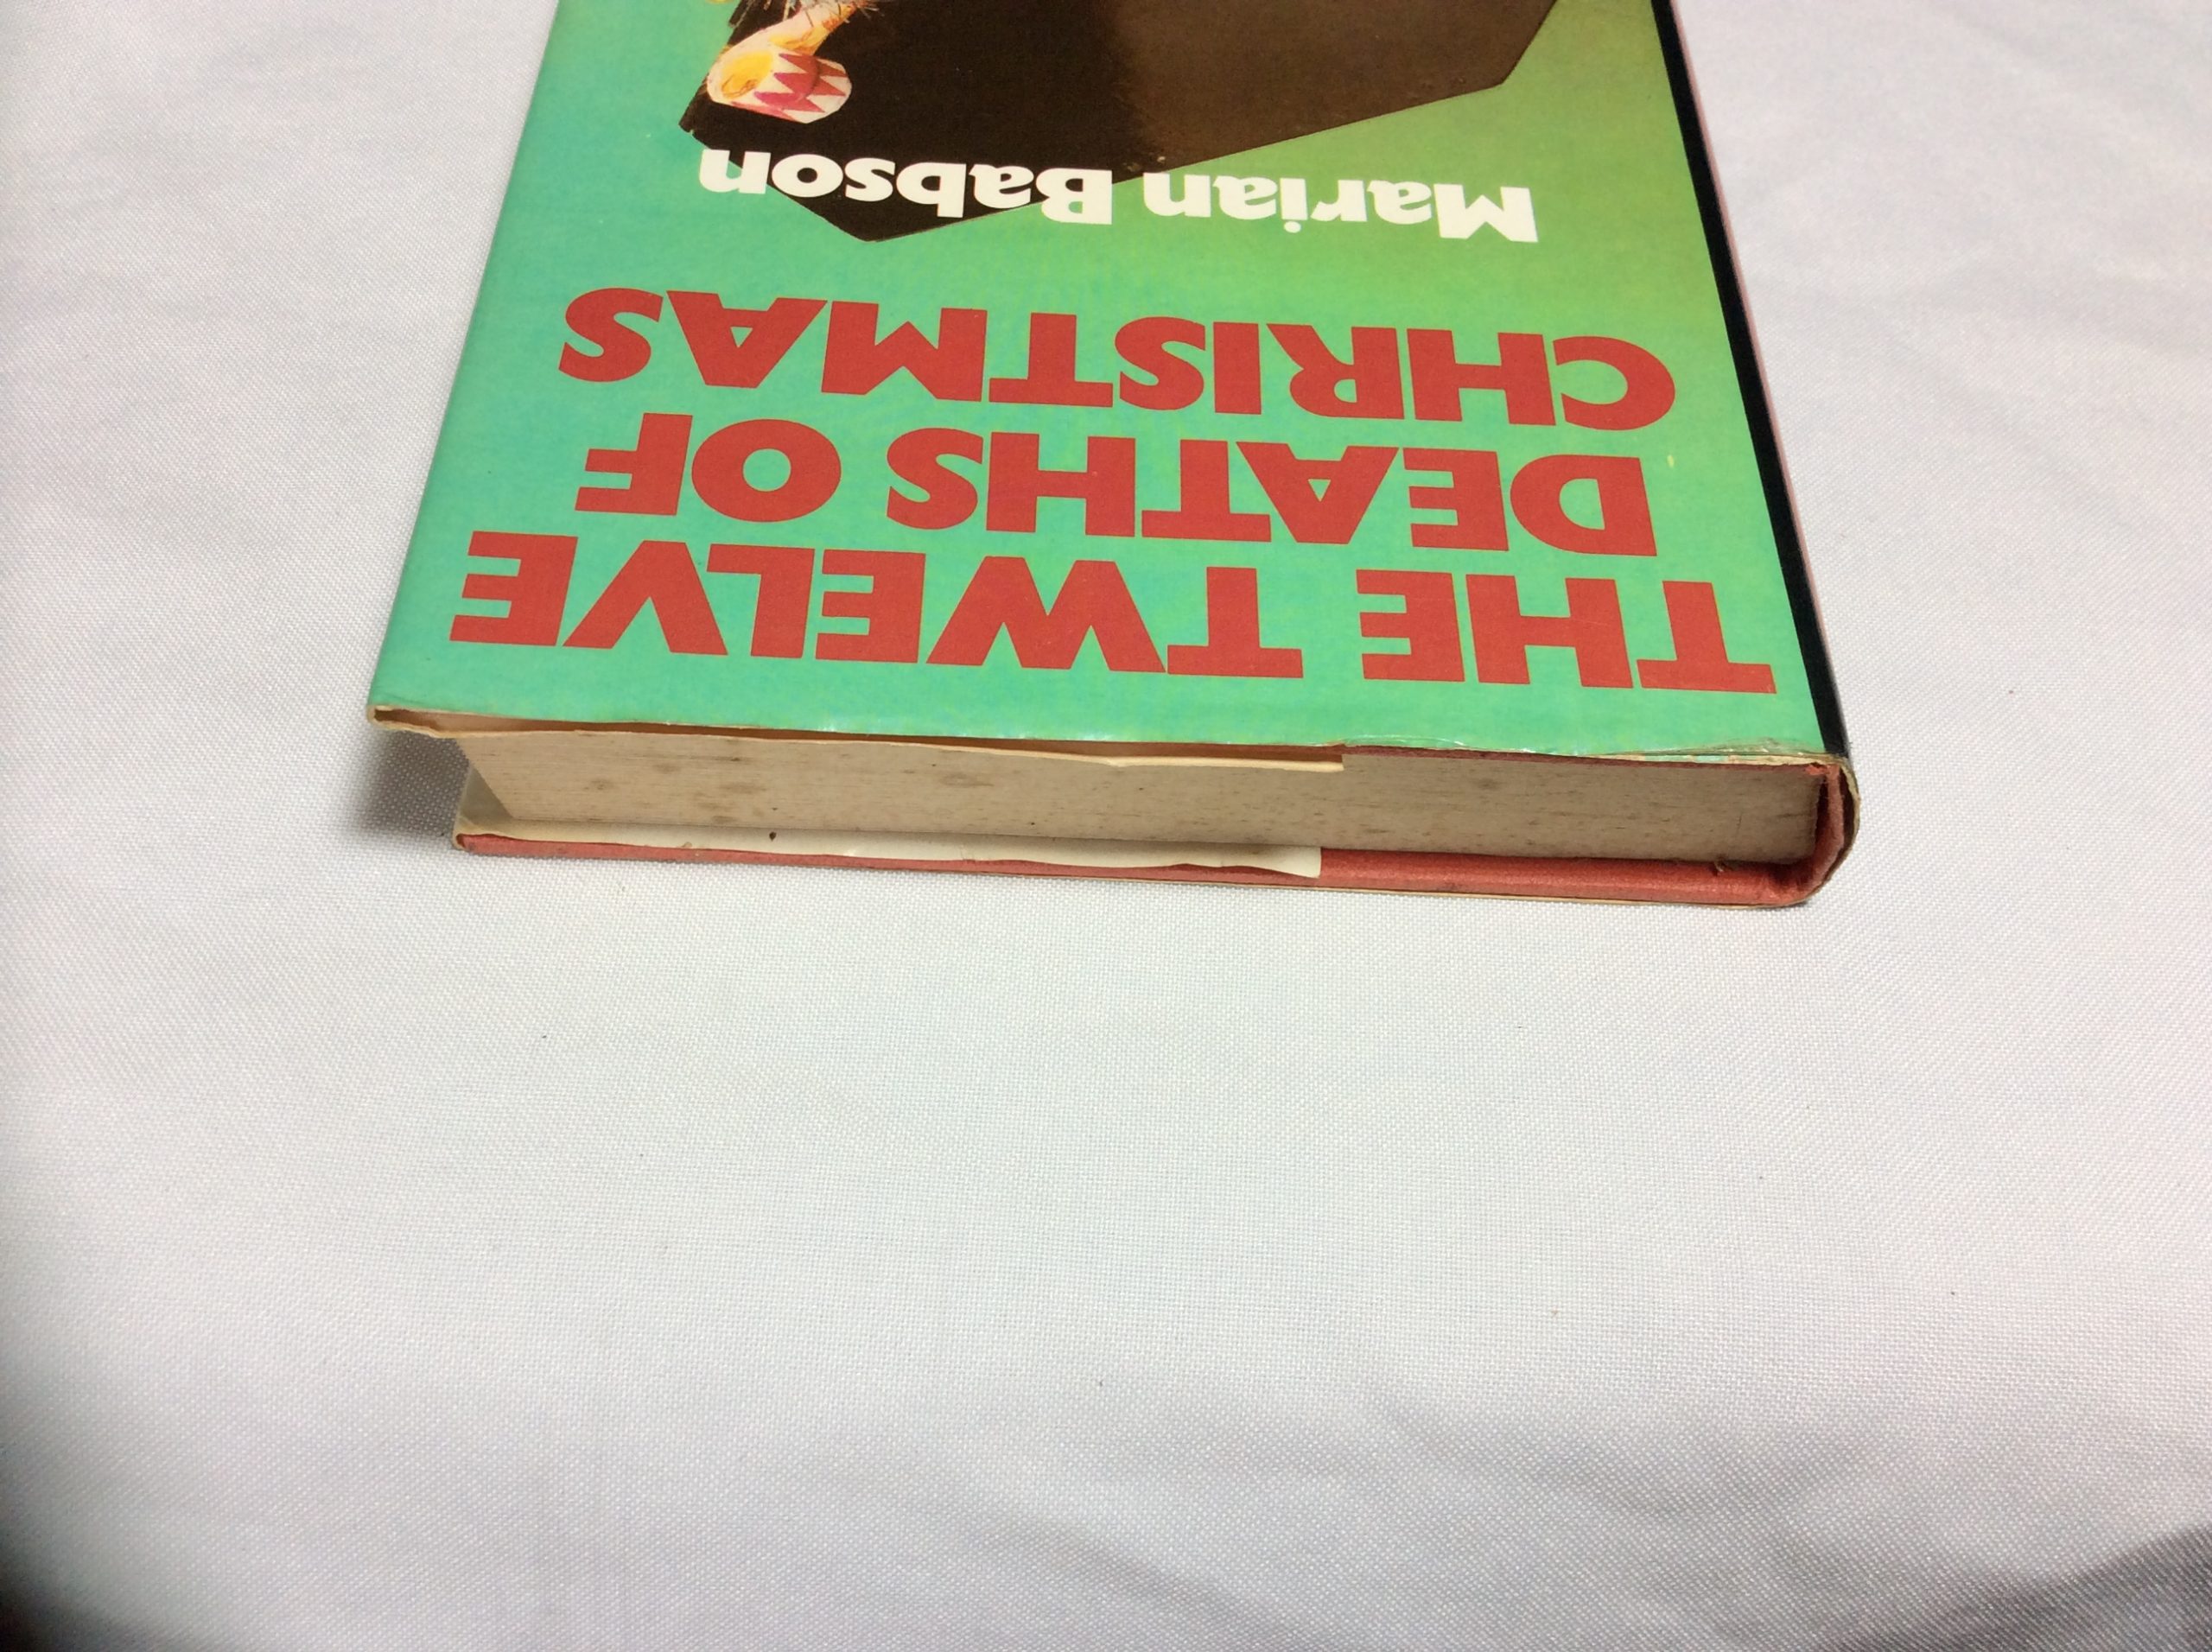 THE TWELVE
DEATHS OF
CHRISTMAS
Marian Babson